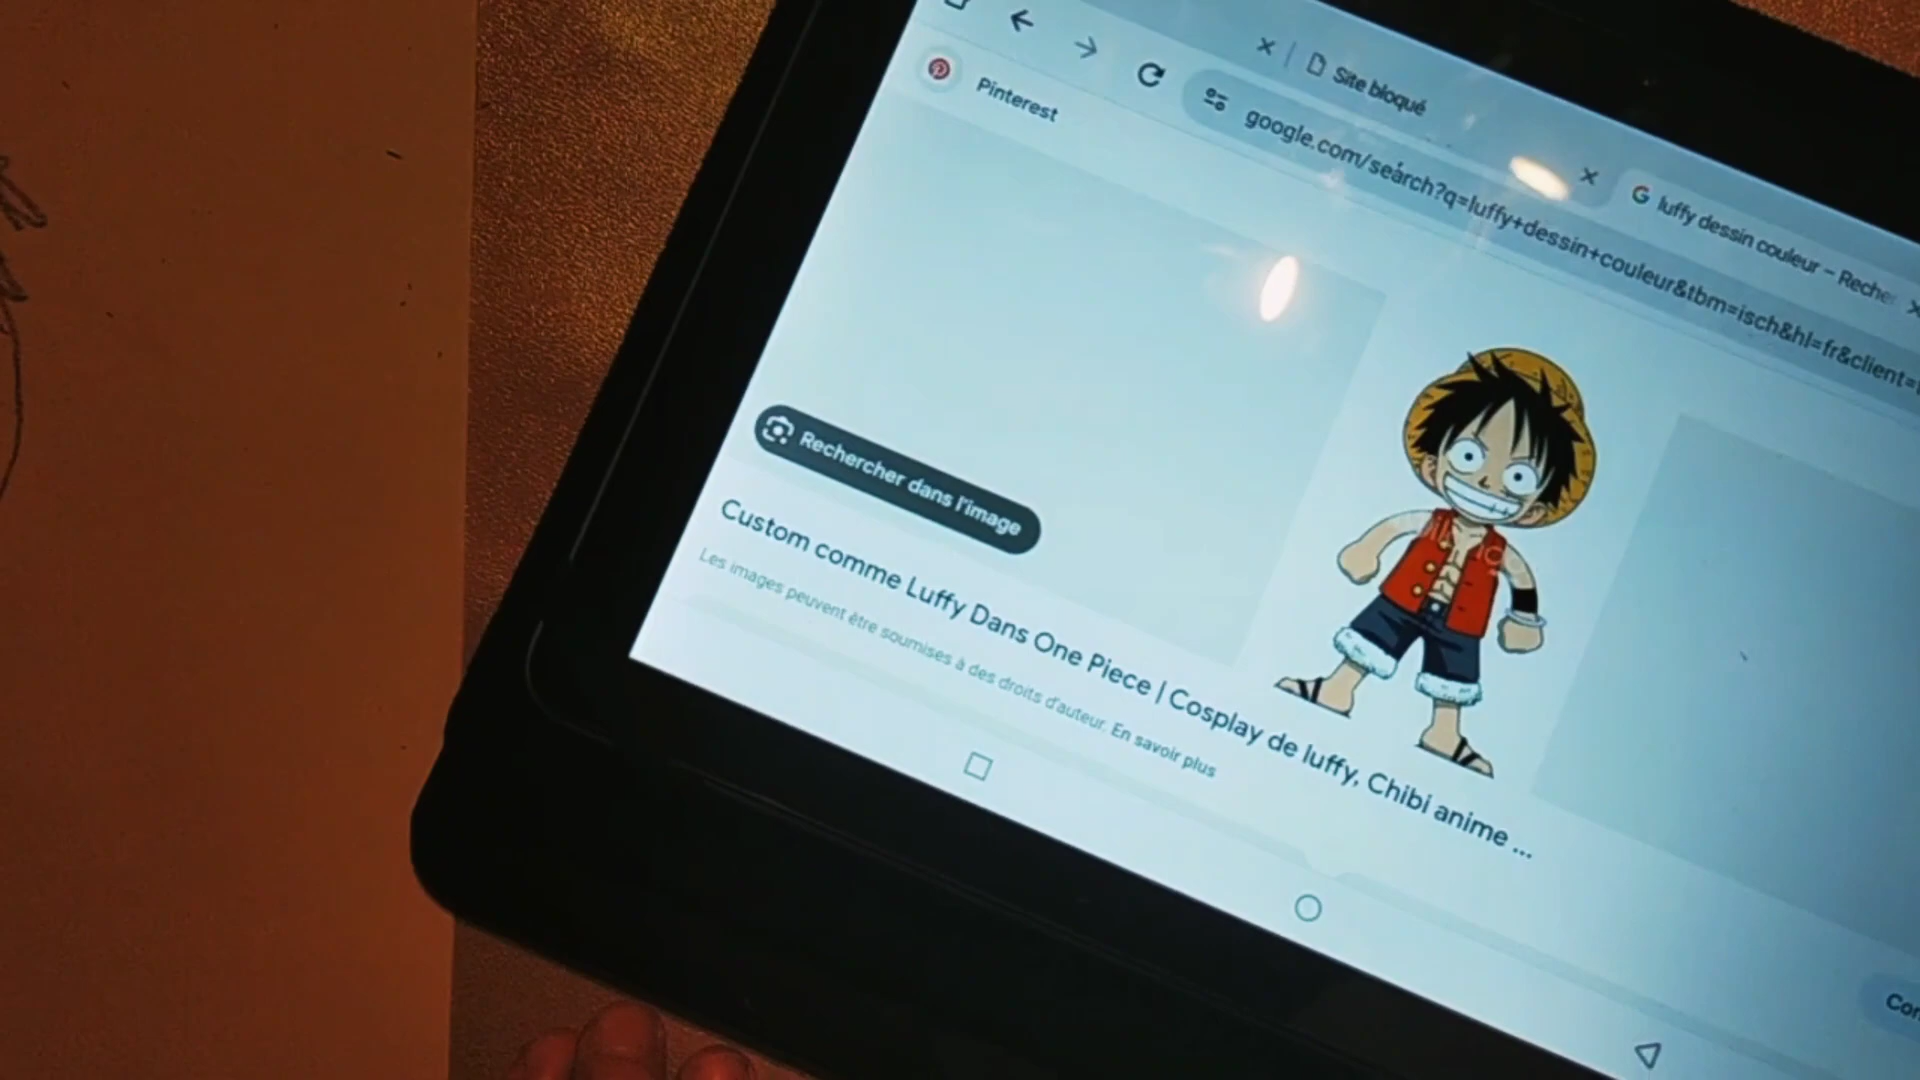 Site bloqué
luffy dessin couleur – Reche
google.com/search?q=luffy+dessin+couleur&tbm=isch&hl=fr&client=
Pinterest
Rechercher dans l'image
Custom comme Luffy Dans One Piece | Cosplay de luffy, Chibi anime ...
Les images peuvent être soumises à des droits d'auteur. En savoir plus